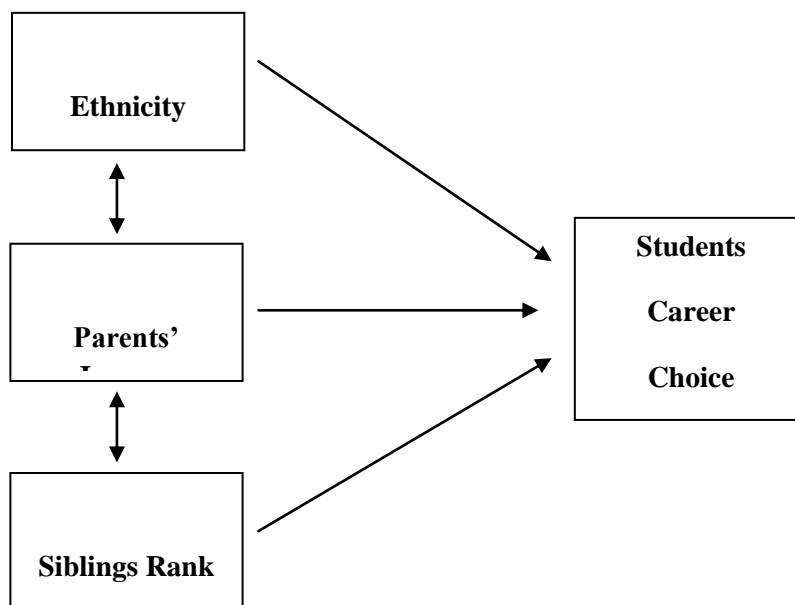 Ethnicity
Parents’
Siblings Rank
Students
Career
Choice